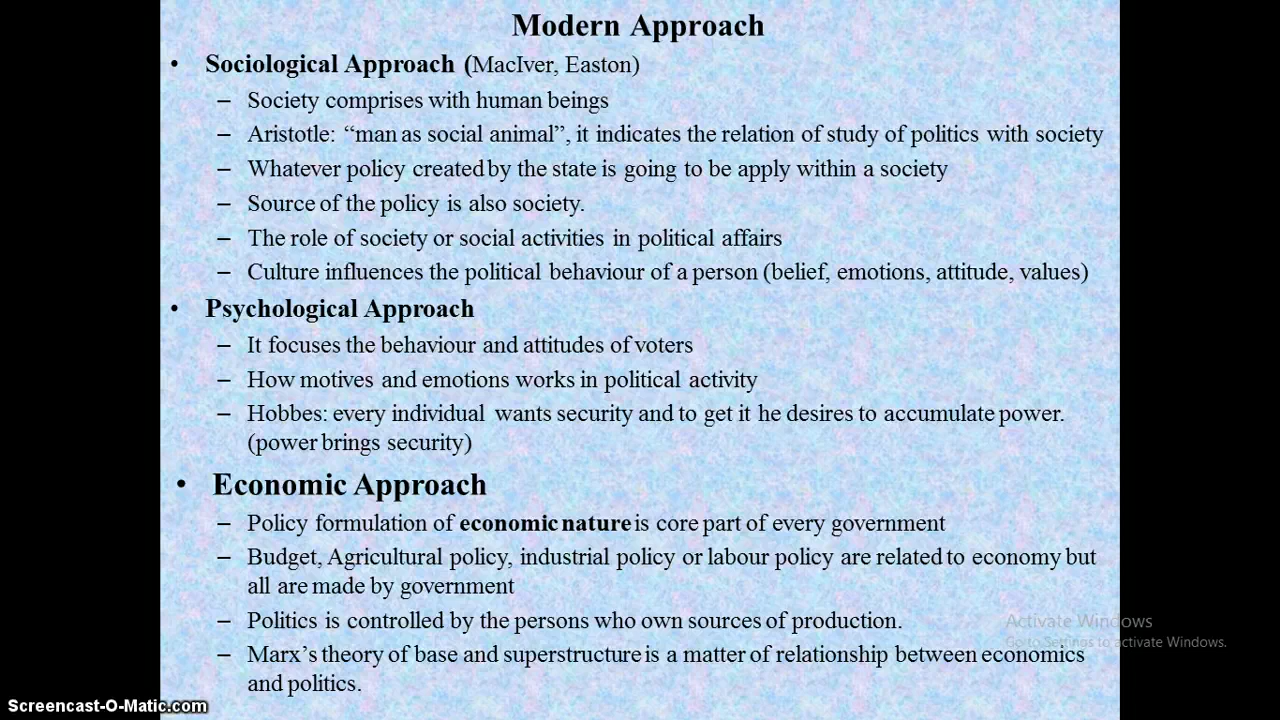 Modern Approach
• Sociological Approach (MacIver, Easton)
– Society comprises with human beings
– Aristotle: “man as social animal”, it indicates the relation of study of politics with society
– Whatever policy created by the state is going to be apply within a society
– Source of the policy is also society.
– The role of society or social activities in political affairs
– Culture influences the political behaviour of a person (belief, emotions, attitude, values)
• Psychological Approach
– It focuses the behaviour and attitudes of voters
– How motives and emotions works in political activity
– Hobbes: every individual wants security and to get it he desires to accumulate power.
(power brings security)
• Economic Approach
– Policy formulation of economic nature is core part of every government
– Budget, Agricultural policy, industrial policy or labour policy are related to economy but
all are made by government
– Politics is controlled by the persons who own sources of production.
– Marx’s theory of base and superstructure is a matter of relationship between economics
and politics.
Activate Windows
Go to Settings to activate Windows.
Screencast-O-Matic.com